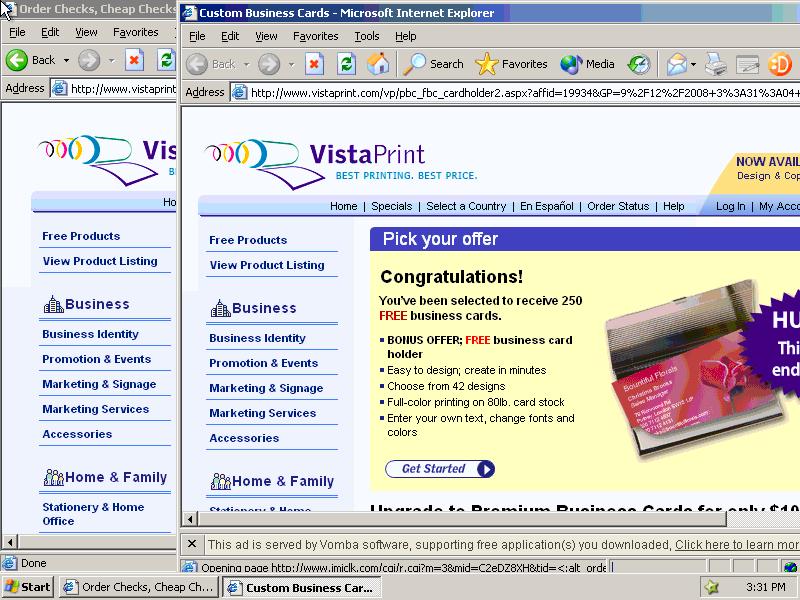 Order Checks, Cheap Checks
File Edit View Favorites
Back
Address http://www.vistaprint
Vis
B
Ho
Free Products
View Product Listing
Business
Business Identity
Promotion & Events
Marketing & Signage
Marketing Services
Accessories
Home & Family
Stationery & Home
Office
Done
Custom Business Cards - Microsoft Internet Explorer
File Edit View Favorites Tools Help
Back Search Favorites Media
Address http://www.vistaprint.com/vp/pbc_fbc_cardholder2.aspx?affid=19934&GP=9%2F12%2F2008+3%3A31%3A04+
VistaPrint
BEST PRINTING. BEST PRICE.
NOW AVAIL
Design & Cop
Home | Specials | Select a Country | En Español | Order Status | Help
Log In | My Acco
Free Products
View Product Listing
Business
Business Identity
Promotion & Events
Marketing & Signage
Marketing Services
Accessories
Home & Family
Stationery & Home
Pick your offer
Congratulations!
You've been selected to receive 250
FREE business cards.
BONUS OFFER; FREE business card
holder
Easy to design; create in minutes
Choose from 42 designs
Full-color printing on 80lb. card stock
Enter your own text, change fonts and
colors
Get Started
HU
Thi
end
Bountiful Florals
Christine Brooks
Sales Manager
Upgrade to Premium Business Cards for only $10
This ad is served by Vomba software, supporting free application(s) you downloaded, Click here to learn mor
Opening page http://www.imiclk.com/cgi/r.cgi?m=3&mid=C2eDZ8XH&tid=<:alt_orde
Start Order Checks, Cheap Ch... Custom Business Car... 3:31 PM